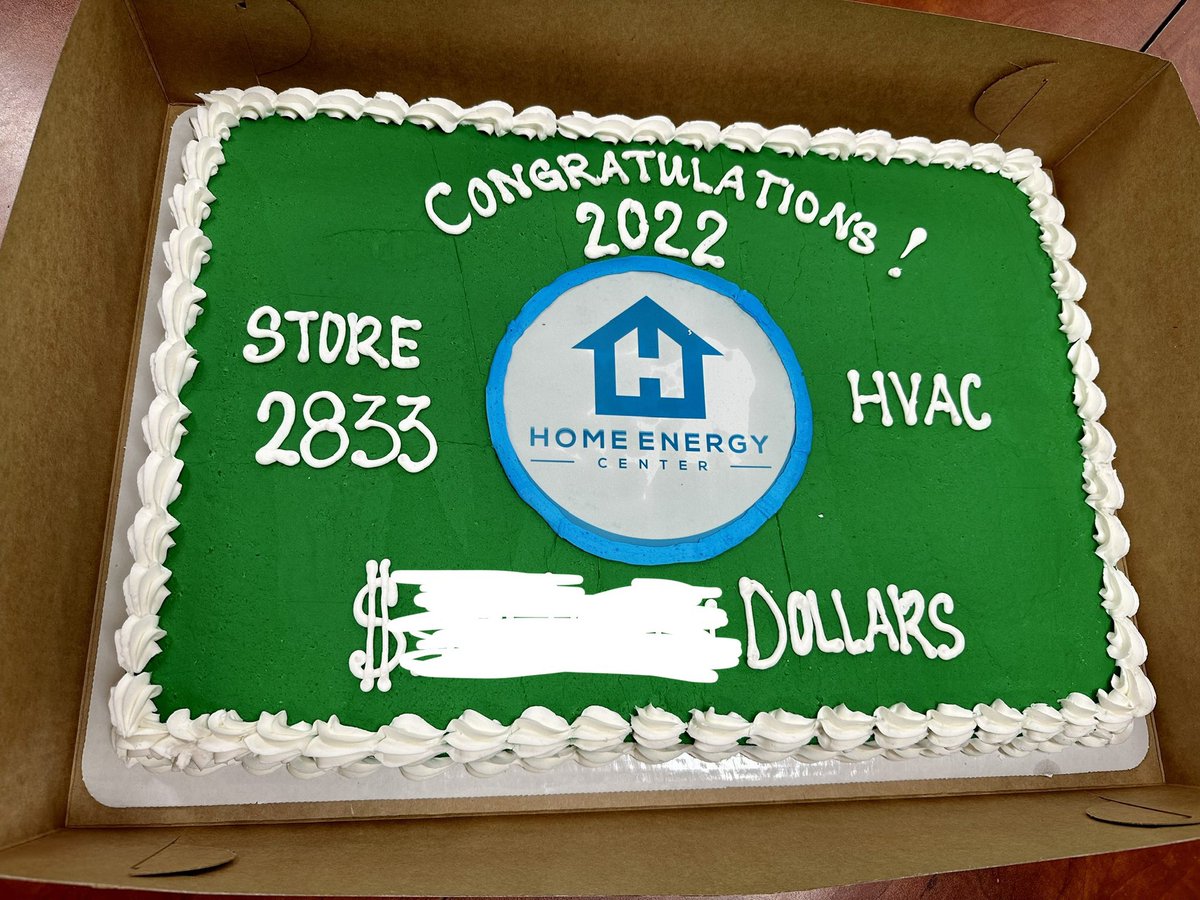 CONGRATULATIONS!
2022
STORE
2833
HOME ENERGY
CENTER
HVAC
$ DOLLARS